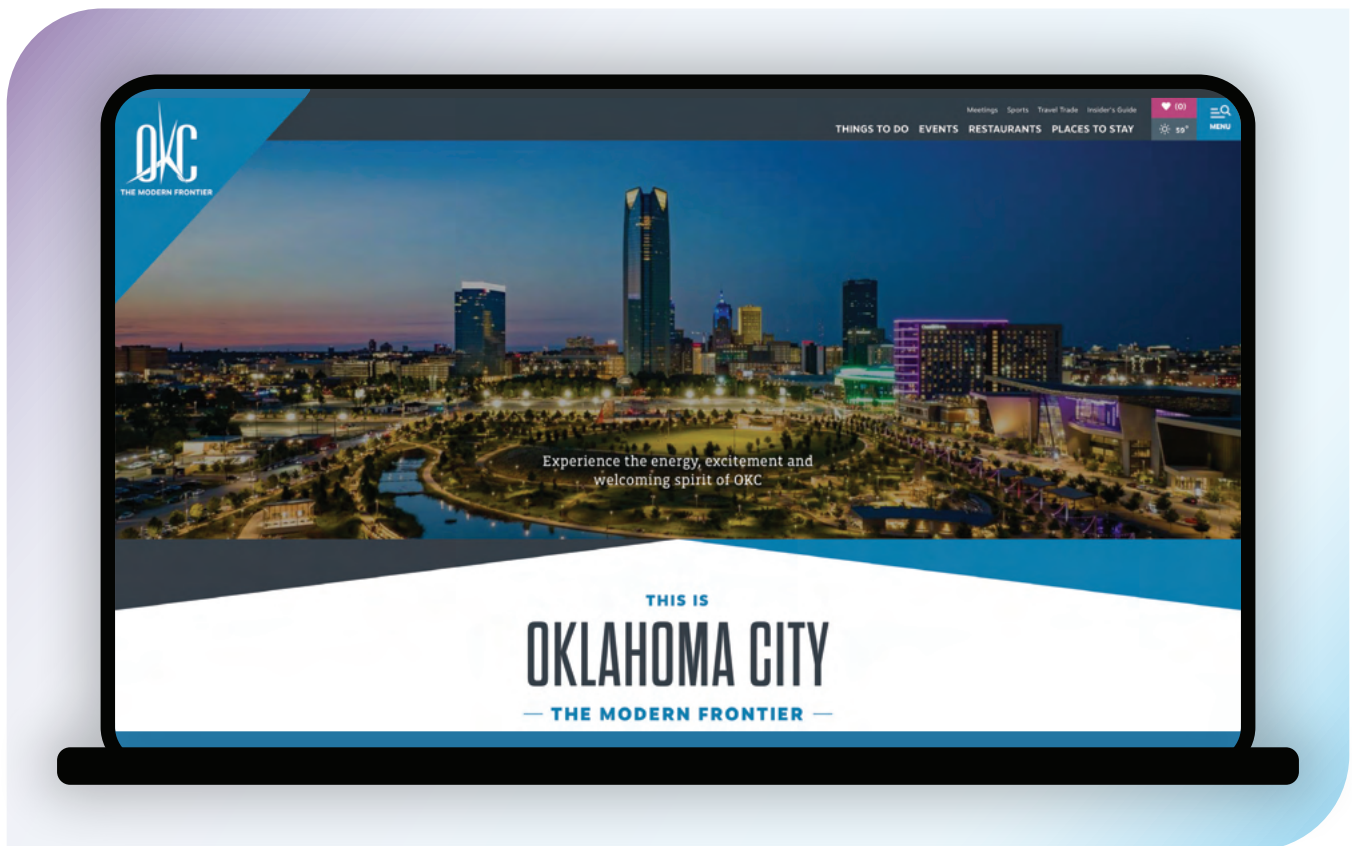 OKC
THE MODERN FRONTIER
Meetings Sports Travel Trade Insider's Guide
THINGS TO DO EVENTS RESTAURANTS PLACES TO STAY
(0)
59°
MENU
Experience the energy, excitement and
welcoming spirit of OKC
THIS IS
OKLAHOMA CITY
THE MODERN FRONTIER